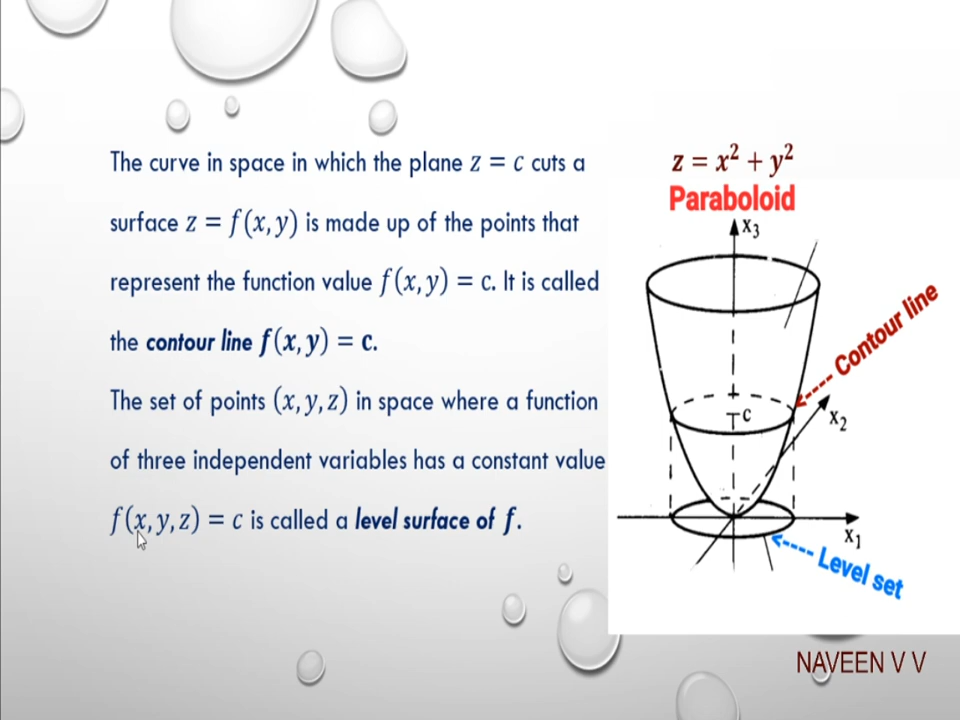 The curve in space in which the plane z = c cuts a
surface z = f(x, y) is made up of the points that
represent the function value f(x, y) = c. It is called
the contour line f(x, y) = c.
The set of points (x, y, z) in space where a function
of three independent variables has a constant value
f(x, y, z) = c is called a level surface of f.
z = x² + y²
Paraboloid
x₃
Contour line
c
x₂
x₁
Level set
NAVEEN V V